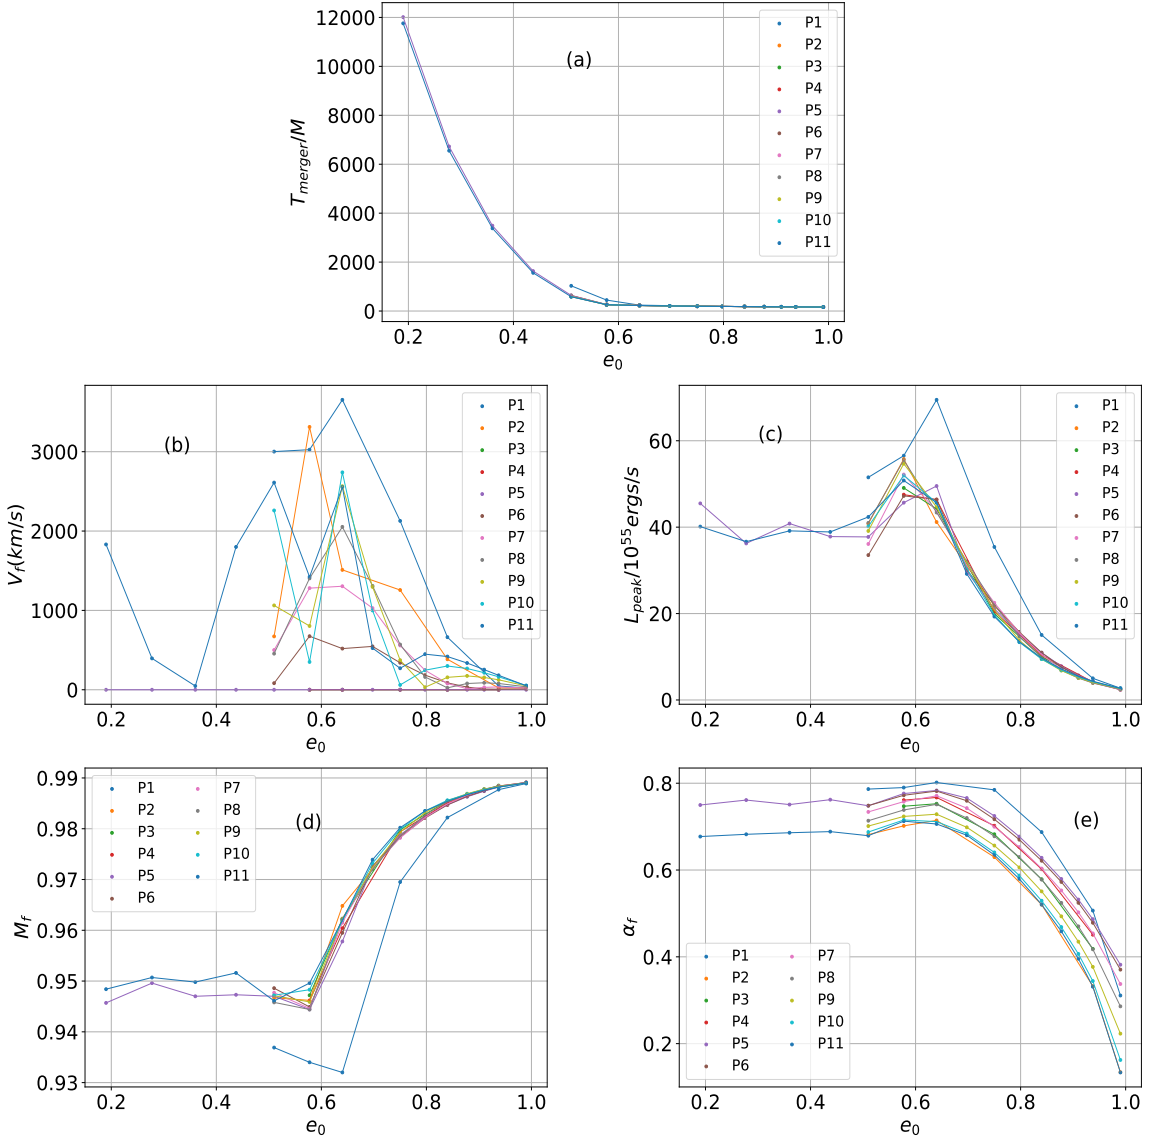 12000
10000
8000
6000
4000
2000
0
T_{merger}/M
(a)
P1
P2
P3
P4
P5
P6
P7
P8
P9
P10
P11
0.2 0.4 0.6 0.8 1.0
e_0
3000
2000
1000
0
V_f(km/s)
(b)
P1
P2
P3
P4
P5
P6
P7
P8
P9
P10
P11
0.2 0.4 0.6 0.8 1.0
e_0
60
40
20
0
L_{peak}/10^{55}ergs/s
(c)
P1
P2
P3
P4
P5
P6
P7
P8
P9
P10
P11
0.2 0.4 0.6 0.8 1.0
e_0
0.99
0.98
0.97
0.96
0.95
0.94
0.93
M_f
P1 P7
P2 P8
P3 P9
P4 P10
P5 P11
P6
(d)
0.2 0.4 0.6 0.8 1.0
e_0
0.8
0.6
0.4
0.2
α_f
(e)
P1 P7
P2 P8
P3 P9
P4 P10
P5 P11
P6
0.2 0.4 0.6 0.8 1.0
e_0